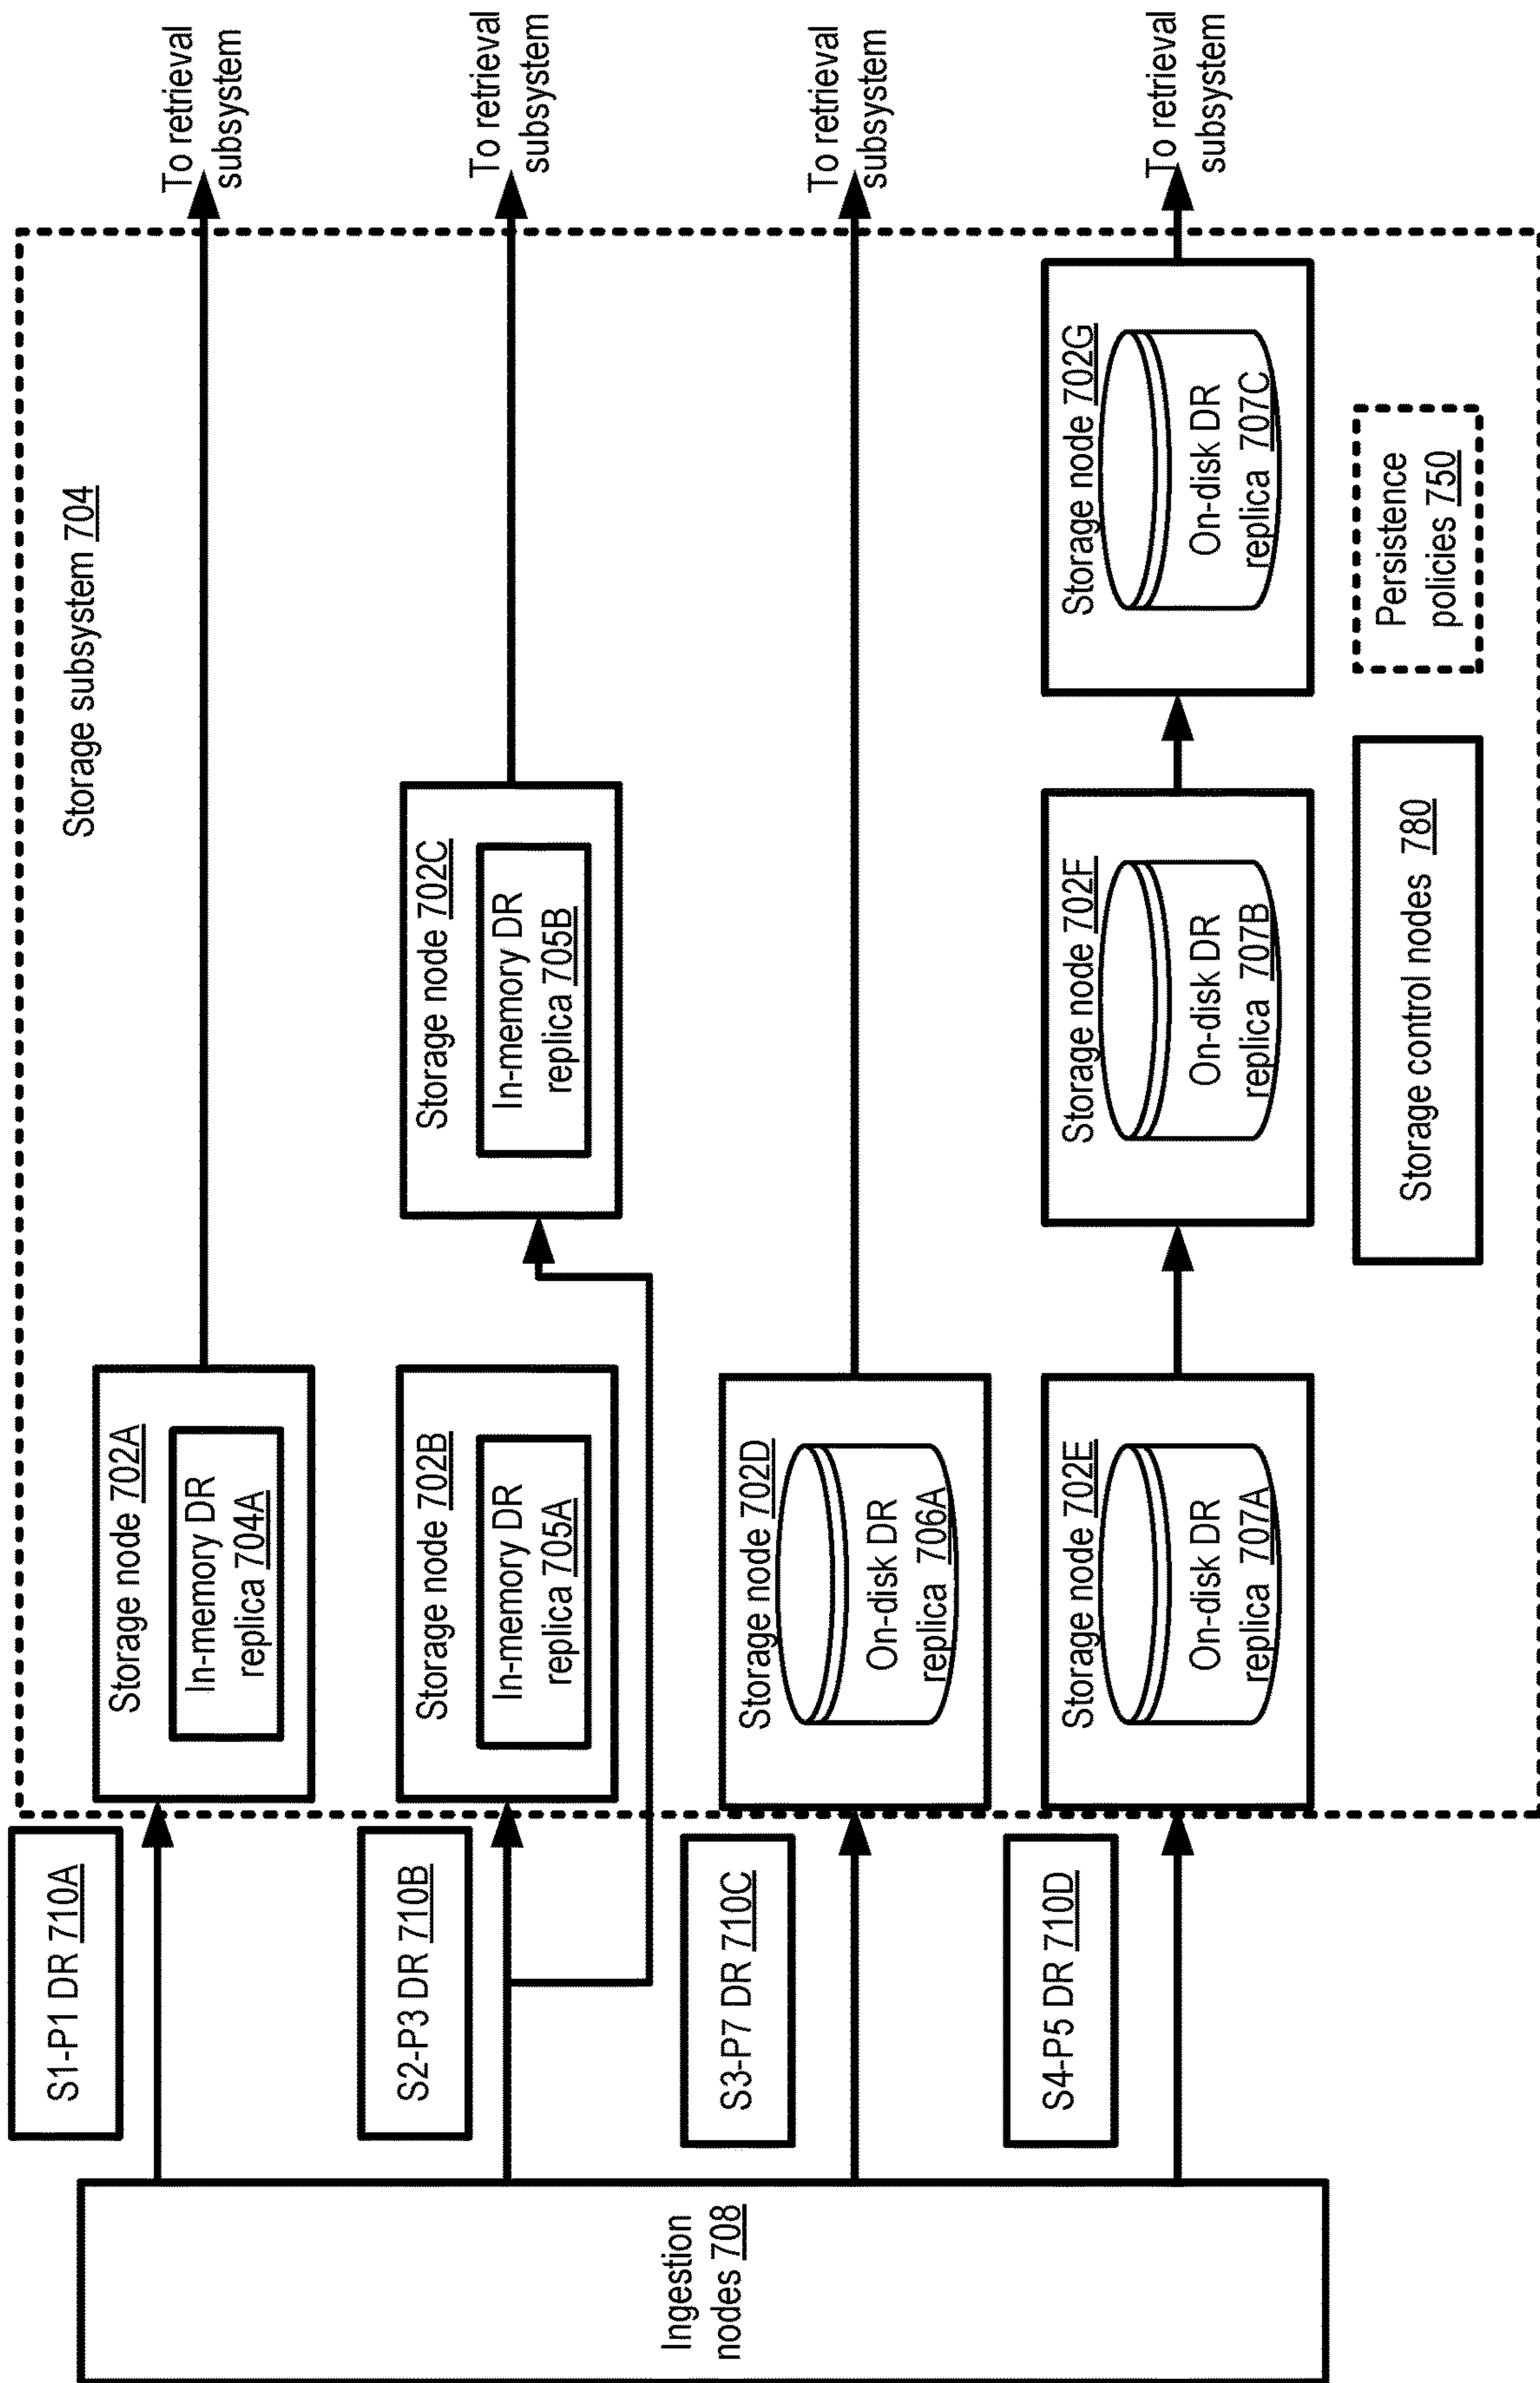 Storage subsystem 704
S1-P1 DR 710A
Storage node 702A
In-memory DR
replica 704A
To retrieval
subsystem
S2-P3 DR 710B
Storage node 702B
In-memory DR
replica 705A
Storage node 702C
In-memory DR
replica 705B
To retrieval
subsystem
Ingestion
nodes 708
S3-P7 DR 710C
Storage node 702D
On-disk DR
replica 706A
To retrieval
subsystem
S4-P5 DR 710D
Storage node 702E
On-disk DR
replica 707A
Storage node 702F
On-disk DR
replica 707B
Storage node 702G
On-disk DR
replica 707C
To retrieval
subsystem
Storage control nodes 780
Persistence
policies 750